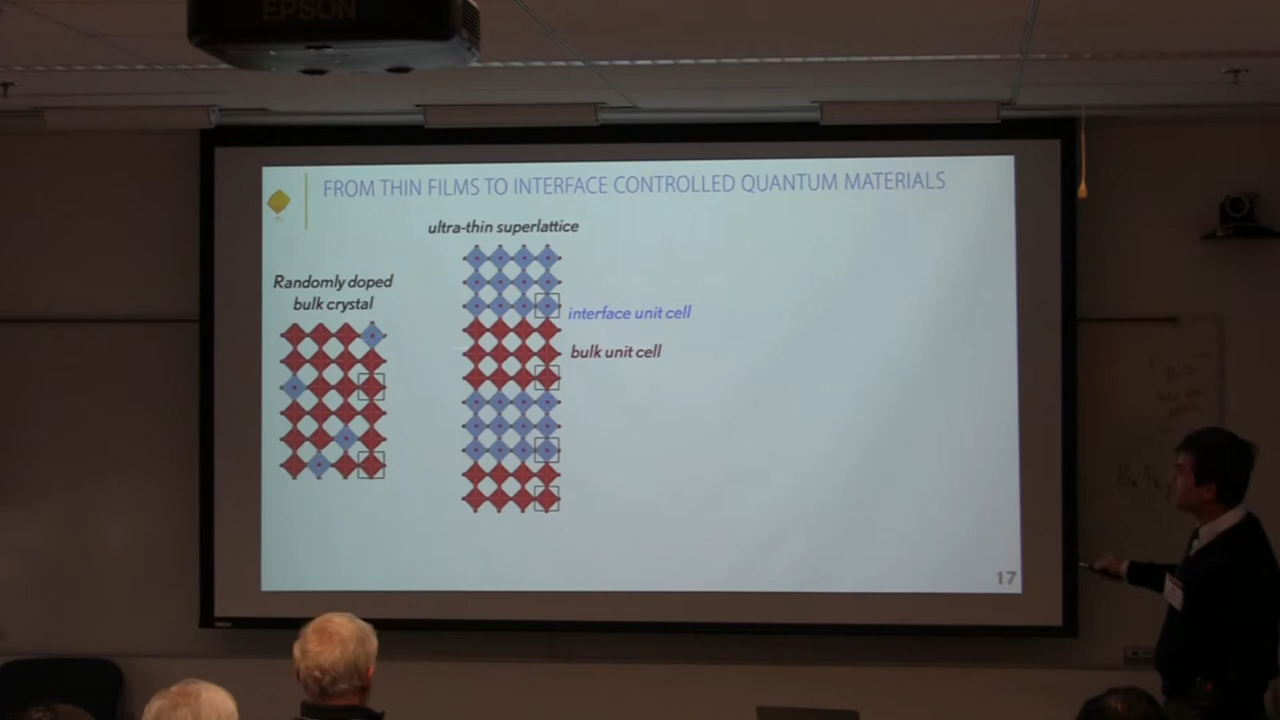 EPSON
FROM THIN FILMS TO INTERFACE CONTROLLED QUANTUM MATERIALS
ultra-thin superlattice
Randomly doped
bulk crystal
interface unit cell
bulk unit cell
17